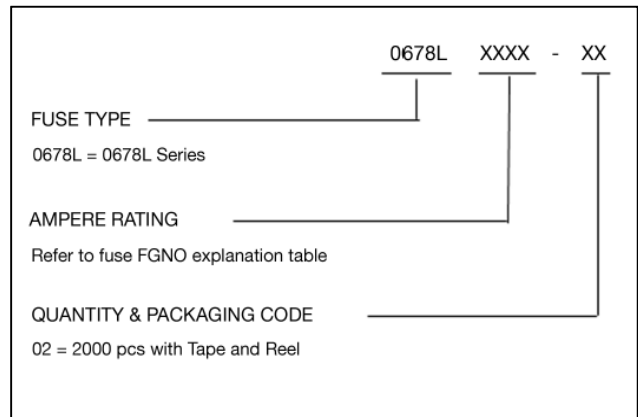 0678L XXXX - XX
FUSE TYPE
0678L = 0678L Series
AMPERE RATING
Refer to fuse FGNO explanation table
QUANTITY & PACKAGING CODE
02 = 2000 pcs with Tape and Reel